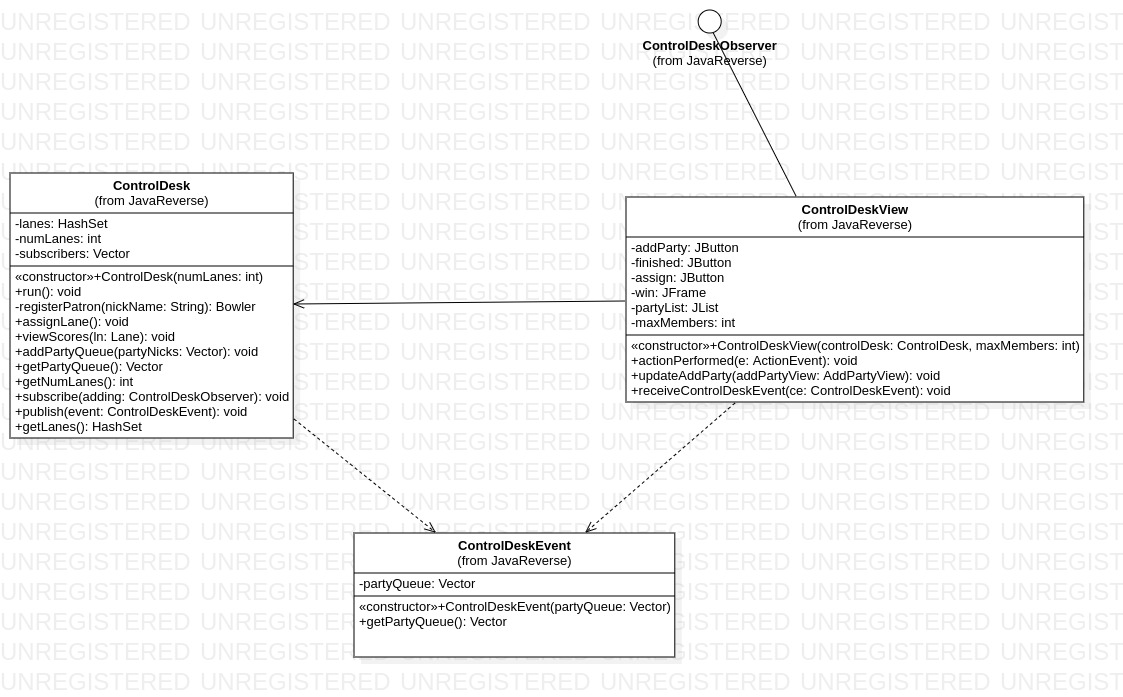 ControlDeskObserver
(from JavaReverse)
ControlDesk
(from JavaReverse)
-lanes: HashSet
-numLanes: int
-subscribers: Vector
«constructor»+ControlDesk(numLanes: int)
+run(): void
-registerPatron(nickName: String): Bowler
+assignLane(): void
+viewScores(ln: Lane): void
+addPartyQueue(partyNicks: Vector): void
+getPartyQueue(): Vector
+getNumLanes(): int
+subscribe(adding: ControlDeskObserver): void
+publish(event: ControlDeskEvent): void
+getLanes(): HashSet
ControlDeskView
(from JavaReverse)
-addParty: JButton
-finished: JButton
-assign: JButton
-win: JFrame
-partyList: JList
-maxMembers: int
«constructor»+ControlDeskView(controlDesk: ControlDesk, maxMembers: int)
+actionPerformed(e: ActionEvent): void
+updateAddParty(addPartyView: AddPartyView): void
+receiveControlDeskEvent(ce: ControlDeskEvent): void
ControlDeskEvent
(from JavaReverse)
-partyQueue: Vector
«constructor»+ControlDeskEvent(partyQueue: Vector)
+getPartyQueue(): Vector
UNREGISTERED UNREGISTERED UNREGISTERED UNREGISTERED UNREGISTERED UNREGIST